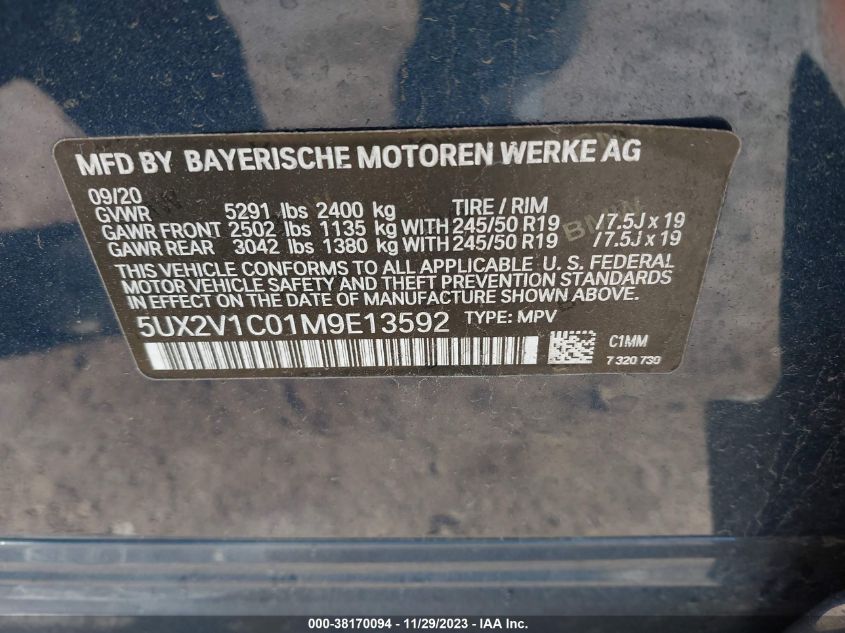 MFD BY BAYERISCHE MOTOREN WERKE AG
09/20
GVWR 5291 lbs 2400 kg TIRE / RIM
GAWR FRONT 2502 lbs 1135 kg WITH 245/50 R19 /7.5J x 19
GAWR REAR 3042 lbs 1380 kg WITH 245/50 R19 /7.5J x 19
THIS VEHICLE CONFORMS TO ALL APPLICABLE U. S. FEDERAL
MOTOR VEHICLE SAFETY AND THEFT PREVENTION STANDARDS
IN EFFECT ON THE DATE OF MANUFACTURE SHOWN ABOVE.
5UX2V1C01M9E13592 TYPE: MPV
C1MM
7 320 730
BMW
000-38170094 - 11/29/2023 - IAA Inc.